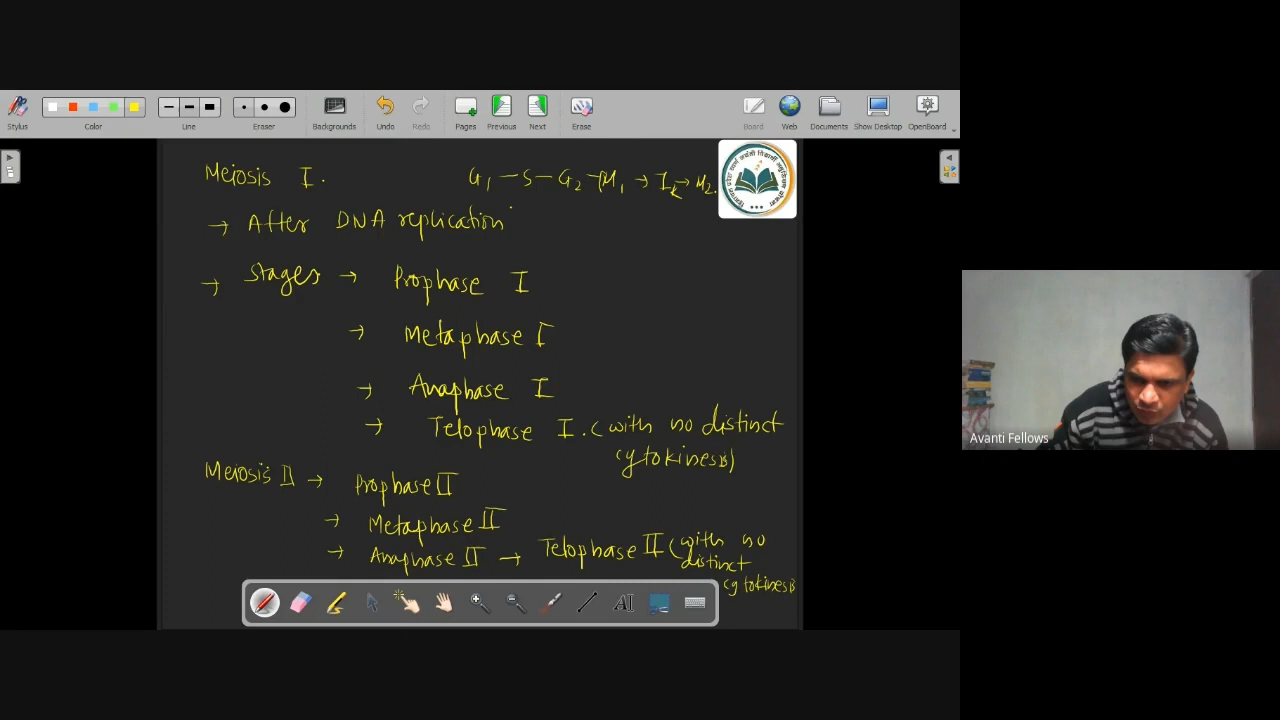 Stylus
Color
Line
Eraser
Backgrounds
Undo
Redo
Pages
Previous
Next
Erase
Board
Web
Documents
Show Desktop
OpenBoard
Meiosis I.
G1 — S — G2 — M1 → → M2.
→ After DNA replication
→ Stages → Prophase I
→ Metaphase I
→ Anaphase I
→ Telophase I. (with no distinct
cytokinesis)
Meiosis II → Prophase II
→ Metaphase II
→ Anaphase II → Telophase II (with no
distinct
cytokinesis
AI
Avanti Fellows